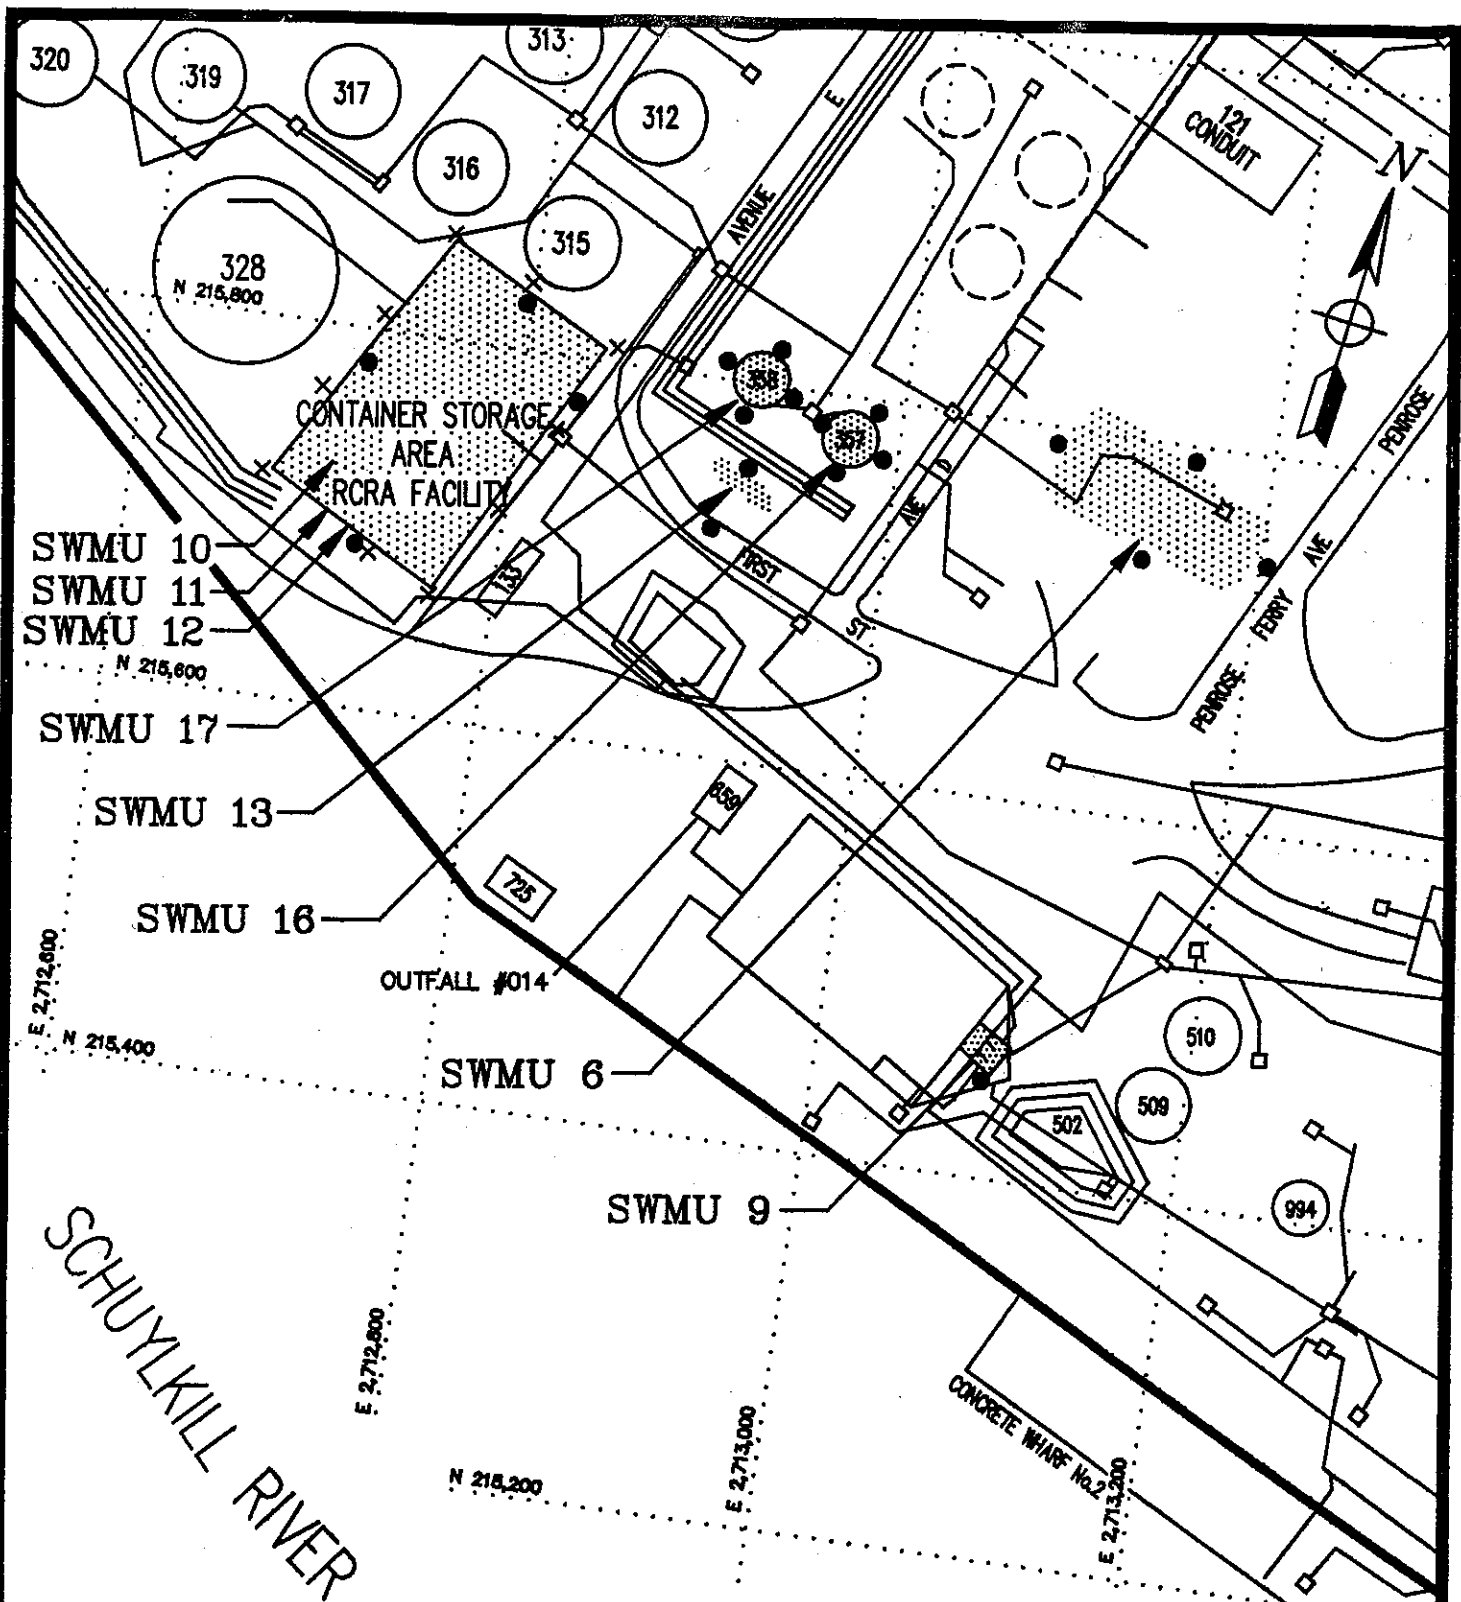 320
319
317
313
312
316
315
328
N 215,800
E
AVENUE
121
CONDUIT
N
358
357
CONTAINER STORAGE
AREA
RCRA FACILITY
AVE D
PENROSE
AVE
FERRY
PENROSE
FIRST
ST.
133
SWMU 10
SWMU 11
SWMU 12
N 215,600
SWMU 17
SWMU 13
859
725
SWMU 16
OUTFALL #014
E 2,712,600
N 215,400
SWMU 6
510
509
502
SWMU 9
994
SCHUYLKILL RIVER
E 2,712,800
N 215,200
E 2,713,000
CONCRETE WHARF No.2
E 2,713,200